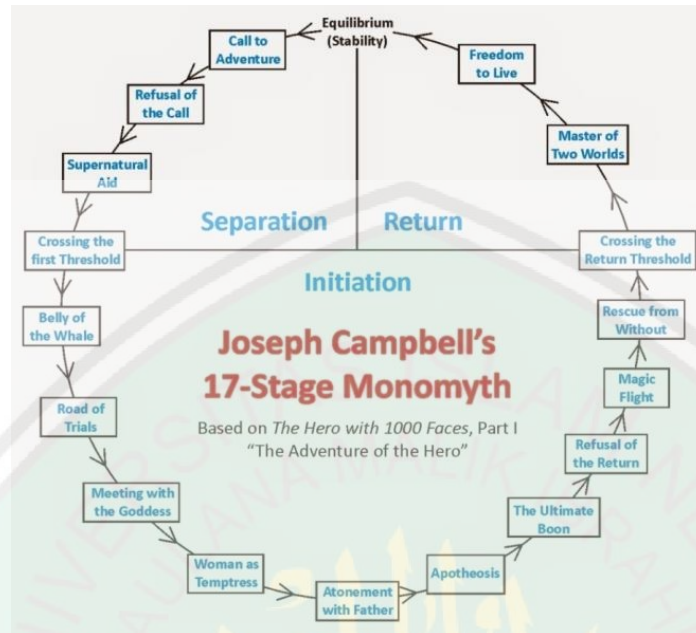 Equilibrium
(Stability)
Call to
Adventure
Refusal of
the Call
Supernatural
Aid
Crossing the
first Threshold
Belly of
the Whale
Road of
Trials
Meeting with
the Goddess
Woman as
Temptress
Atonement
with Father
Apotheosis
The Ultimate
Boon
Refusal of
the Return
Magic
Flight
Rescue from
Without
Crossing the
Return Threshold
Master of
Two Worlds
Freedom
to Live
Separation
Return
Initiation
Joseph Campbell's
17-Stage Monomyth
Based on The Hero with 1000 Faces, Part I
"The Adventure of the Hero"